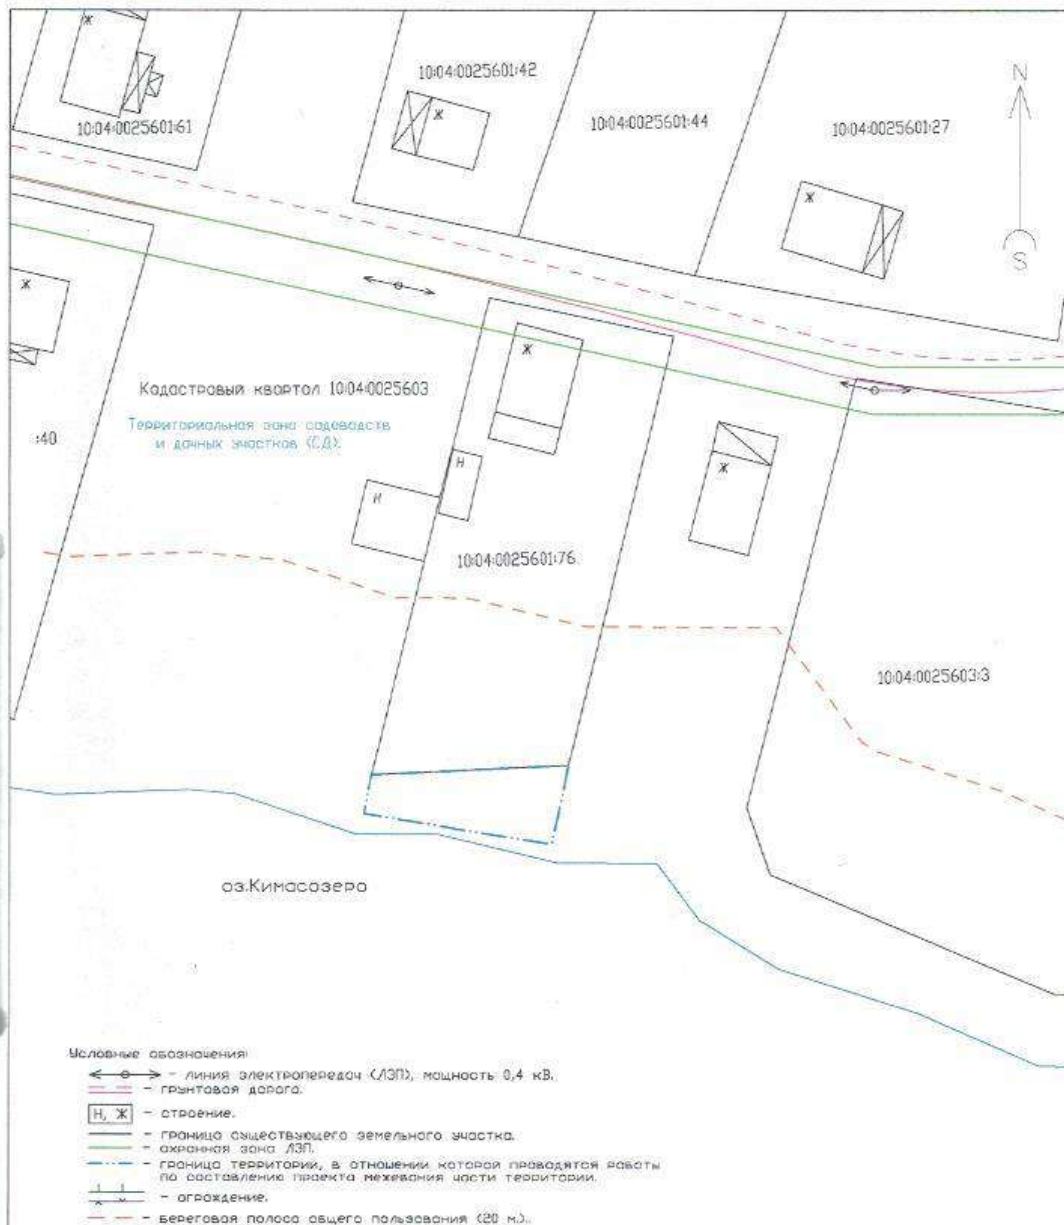 Ж
10:04:0025601:61
10:04:0025601:42
Ж
10:04:0025601:44
10:04:0025601:27
Ж
N
S
Ж
Ж
Кадастровый квартал 10:04:0025603
Территориальная зона садоводств
и дачных участков (СД).
:40
Н
Н
Ж
10:04:0025601:76
10:04:0025603:3
оз.Кимасозеро
Условные обозначения:
- линия электропередач (ЛЭП), мощность 0,4 кВ.
- грунтовая дорога.
Н, Ж - строение.
- граница существующего земельного участка.
- охранная зона ЛЭП.
- граница территории, в отношении которой проводятся работы
по составлению проекта межевания части территории.
- ограждение.
- береговая полоса общего пользования (20 м.).